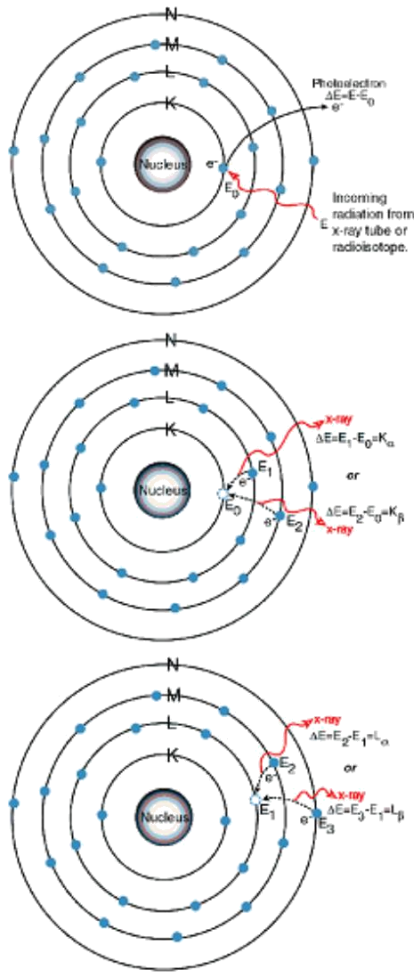 N
M
L
K
Photoelectron
ΔE=E-E₀
e⁻
Nucleus
e⁻
E₀
E
Incoming
radiation from
x-ray tube or
radioisotope.
N
M
L
K
x-ray
ΔE=E₁-E₀=Kα
Nucleus
E₁
e⁻
or
E₀
e⁻
E₂
ΔE=E₂-E₀=Kβ
x-ray
N
M
L
K
x-ray
ΔE=E₂-E₁=Lα
E₂
e⁻
or
x-ray
Nucleus
E₁
e⁻
E₃
ΔE=E₃-E₁=Lβ